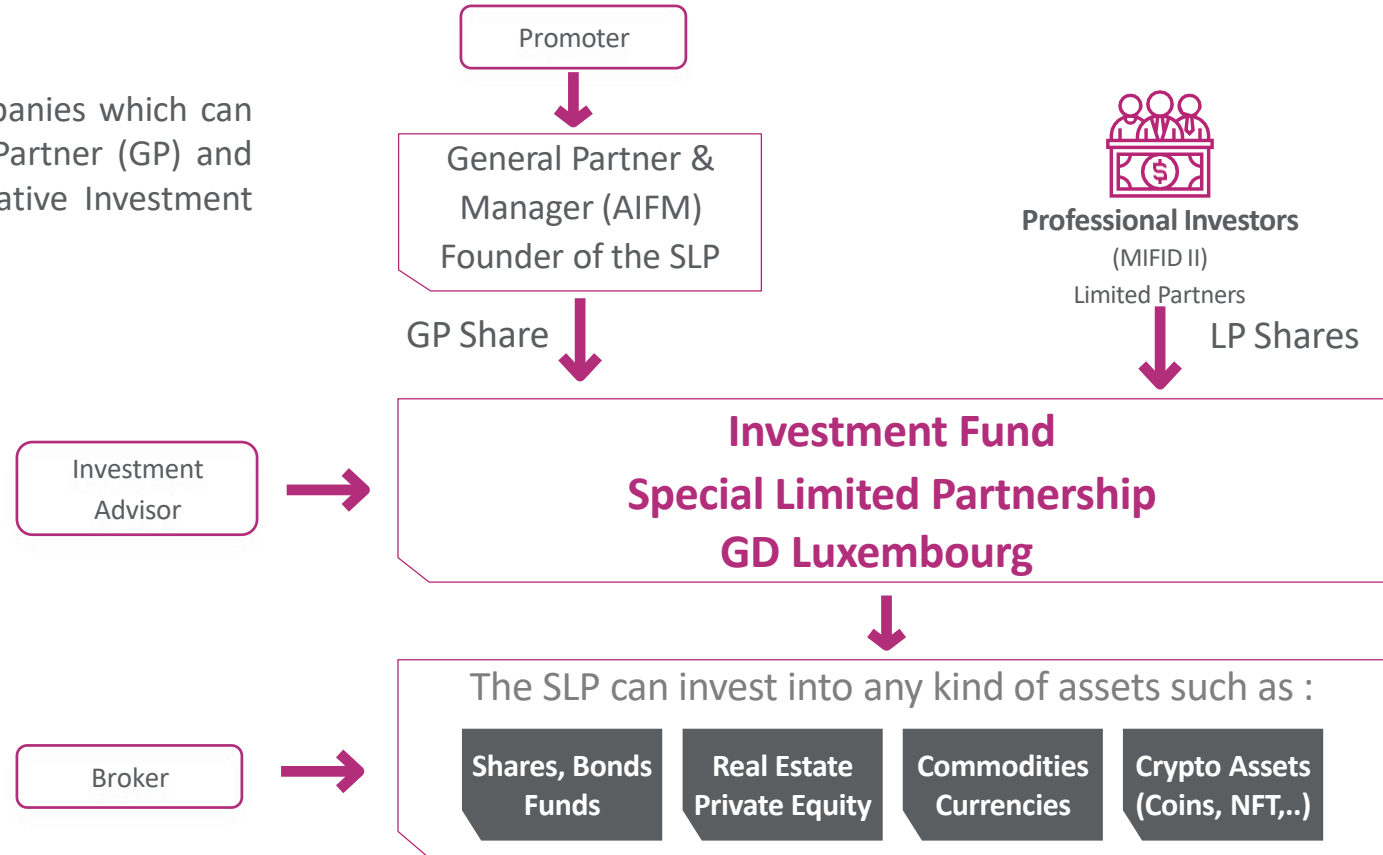 Promoter
panies which can
Partner (GP) and
ative Investment
General Partner &
Manager (AIFM)
Founder of the SLP
$
Professional Investors
(MIFID II)
Limited Partners
GP Share
LP Shares
Investment Fund
Special Limited Partnership
GD Luxembourg
Investment
Advisor
The SLP can invest into any kind of assets such as :
Broker
Shares, Bonds
Funds
Real Estate
Private Equity
Commodities
Currencies
Crypto Assets
(Coins, NFT,..)